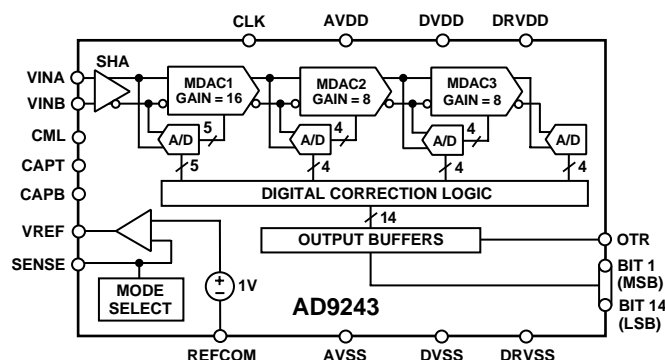 CLK AVDD DVDD DRVDD
SHA
VINA
VINB
MDAC1
GAIN = 16
MDAC2
GAIN = 8
MDAC3
GAIN = 8
CML
A/D
5
A/D
4
A/D
4
A/D
CAPT
5
4
4
4
CAPB
DIGITAL CORRECTION LOGIC
14
VREF
OUTPUT BUFFERS
OTR
SENSE
BIT 1
(MSB)
MODE
SELECT
1V
AD9243
BIT 14
(LSB)
REFCOM AVSS DVSS DRVSS